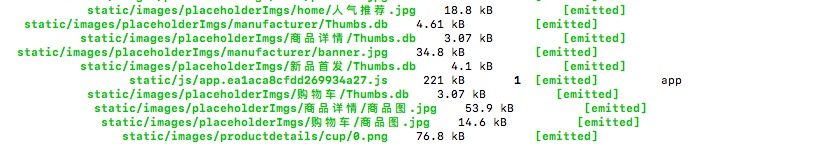 static/images/placeholderImgs/home/人气推荐.jpg 18.8 kB [emitted]
static/images/placeholderImgs/manufacturer/Thumbs.db 4.61 kB [emitted]
static/images/placeholderImgs/商品详情/Thumbs.db 3.07 kB [emitted]
static/images/placeholderImgs/manufacturer/banner.jpg 34.8 kB [emitted]
static/images/placeholderImgs/新品首发/Thumbs.db 4.1 kB [emitted]
static/js/app.ea1aca8cfdd269934a27.js 221 kB 1 [emitted] app
static/images/placeholderImgs/购物车/Thumbs.db 3.07 kB [emitted]
static/images/placeholderImgs/商品详情/商品图.jpg 53.9 kB [emitted]
static/images/placeholderImgs/购物车/商品图.jpg 14.6 kB [emitted]
static/images/productdetails/cup/0.png 76.8 kB [emitted]